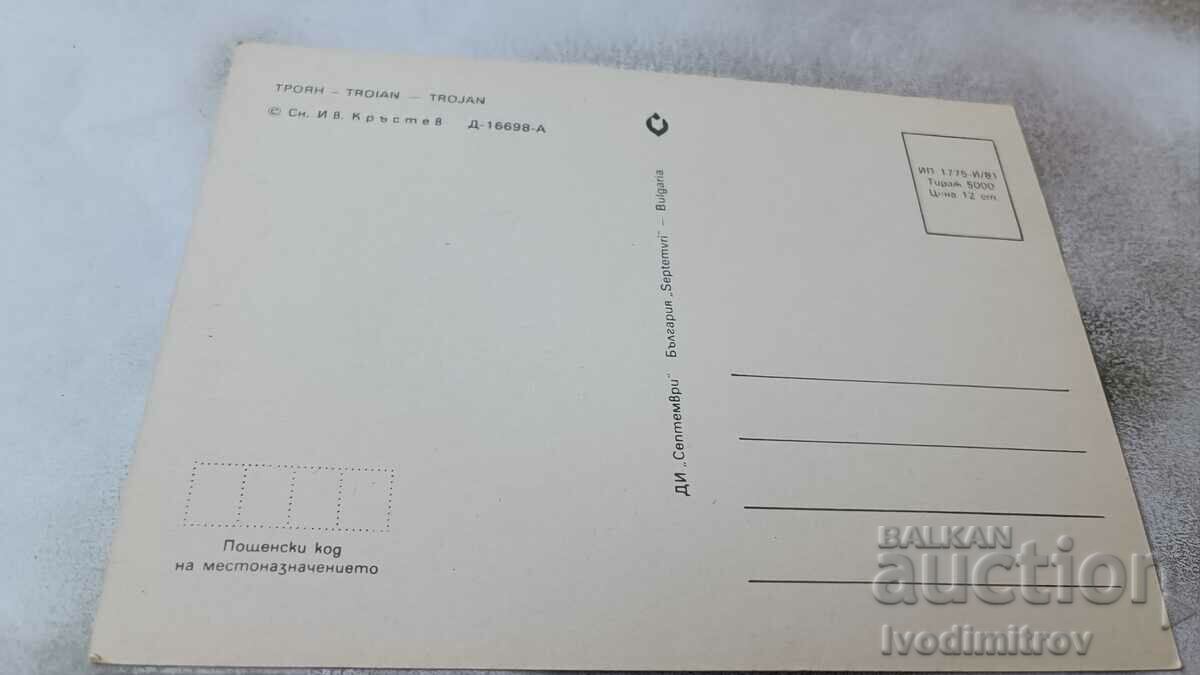 ТРОЯН – TROIAN – TROJAN
© Сн. Ив. Кръстев Д-16698-А
ИП 1775-И/81
Тираж 5000
Цена 12 ст.
ДИ „Септември" България „Septemvri" – Bulgaria
Пощенски код
на местоназначението
BALKAN
auction
Ivodimitrov